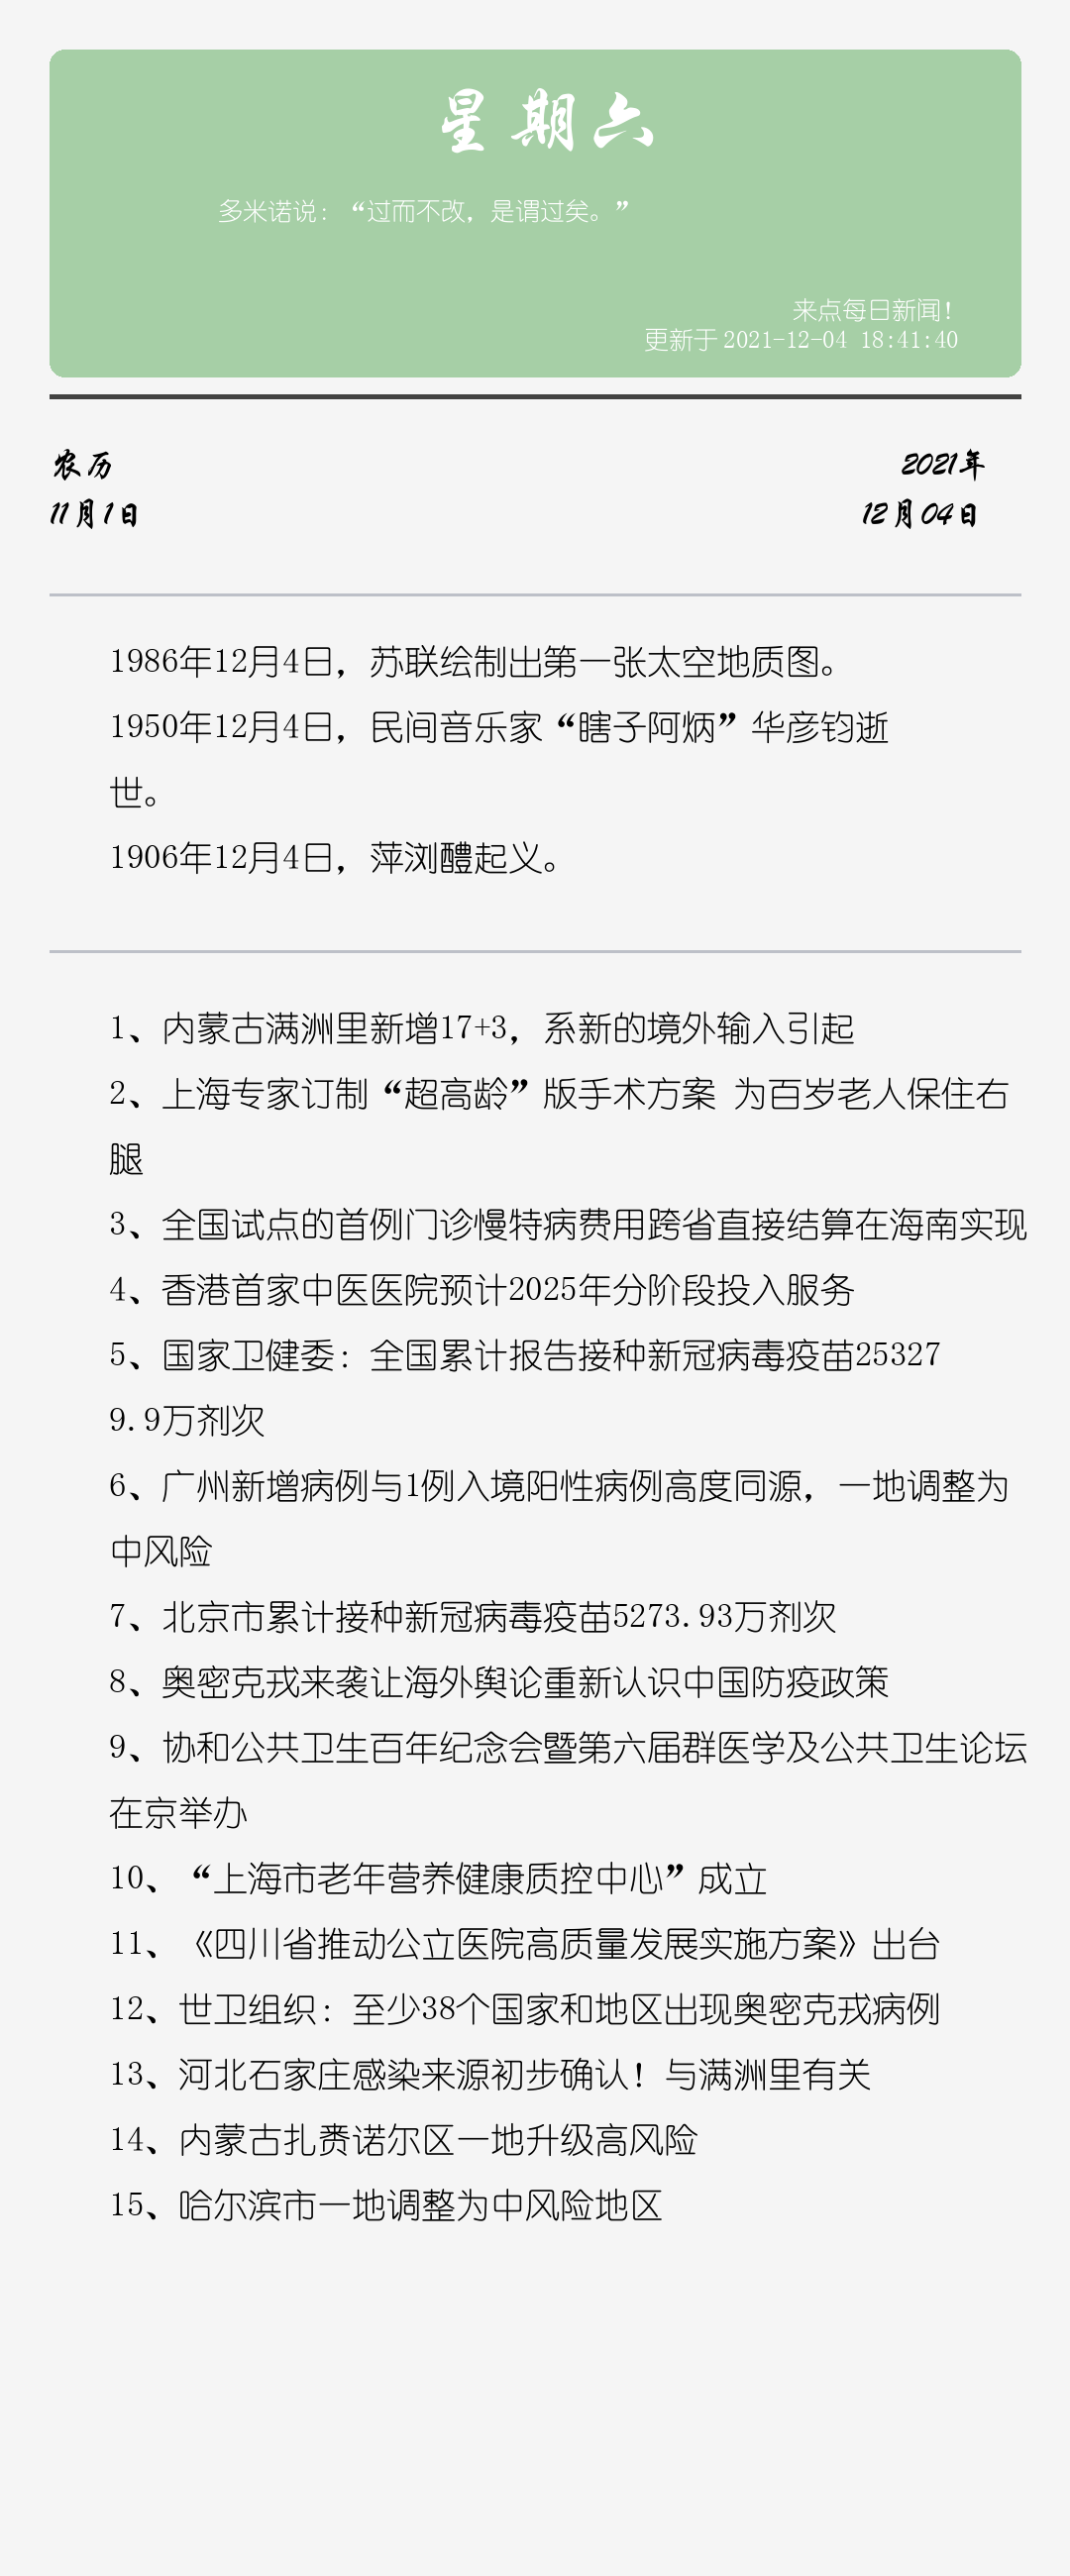 星期六
多米诺说：“过而不改，是谓过矣。”
来点每日新闻！
更新于 2021-12-04 18:41:40
农历
2021年
11月1日
12月04日
1986年12月4日，苏联绘制出第一张太空地质图。
1950年12月4日，民间音乐家“瞎子阿炳”华彦钧逝
世。
1906年12月4日，萍浏醴起义。
1、内蒙古满洲里新增17+3，系新的境外输入引起
2、上海专家订制“超高龄”版手术方案 为百岁老人保住右
腿
3、全国试点的首例门诊慢特病费用跨省直接结算在海南实现
4、香港首家中医医院预计2025年分阶段投入服务
5、国家卫健委：全国累计报告接种新冠病毒疫苗25327
9.9万剂次
6、广州新增病例与1例入境阳性病例高度同源，一地调整为
中风险
7、北京市累计接种新冠病毒疫苗5273.93万剂次
8、奥密克戎来袭让海外舆论重新认识中国防疫政策
9、协和公共卫生百年纪念会暨第六届群医学及公共卫生论坛
在京举办
10、“上海市老年营养健康质控中心”成立
11、《四川省推动公立医院高质量发展实施方案》出台
12、世卫组织：至少38个国家和地区出现奥密克戎病例
13、河北石家庄感染来源初步确认！与满洲里有关
14、内蒙古扎赉诺尔区一地升级高风险
15、哈尔滨市一地调整为中风险地区